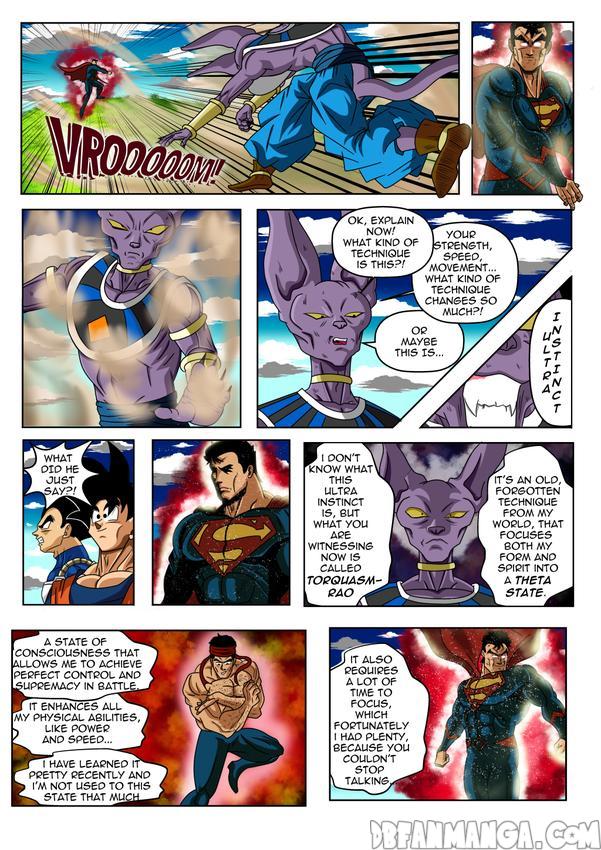 VROOOOOM!!
OK, EXPLAIN
NOW!
WHAT KIND OF
TECHNIQUE
IS THIS?!
YOUR
STRENGTH,
SPEED,
MOVEMENT...
WHAT KIND OF
TECHNIQUE
CHANGES SO
MUCH?!
OR
MAYBE
THIS IS...
ULTRA
INSTINCT
WHAT
DID HE
JUST
SAY?!
I DON'T
KNOW WHAT
THIS
ULTRA
INSTINCT
IS, BUT
WHAT YOU
ARE
WITNESSING
NOW IS
CALLED
TORQUASM-
RAO
IT'S AN OLD,
FORGOTTEN
TECHNIQUE
FROM MY
WORLD, THAT
FOCUSES
BOTH MY
FORM AND
SPIRIT INTO
A THETA
STATE.
A STATE OF
CONSCIOUSNESS THAT
ALLOWS ME TO ACHIEVE
PERFECT CONTROL AND
SUPREMACY IN BATTLE.
IT ENHANCES ALL
MY PHYSICAL ABILITIES,
LIKE POWER
AND SPEED...
I HAVE LEARNED IT
PRETTY RECENTLY AND
I'M NOT USED TO THIS
STATE THAT MUCH
IT ALSO
REQUIRES
A LOT OF
TIME TO
FOCUS,
WHICH
FORTUNATELY
I HAD PLENTY,
BECAUSE YOU
COULDN'T
STOP
TALKING.
DBFANMANGA.COM